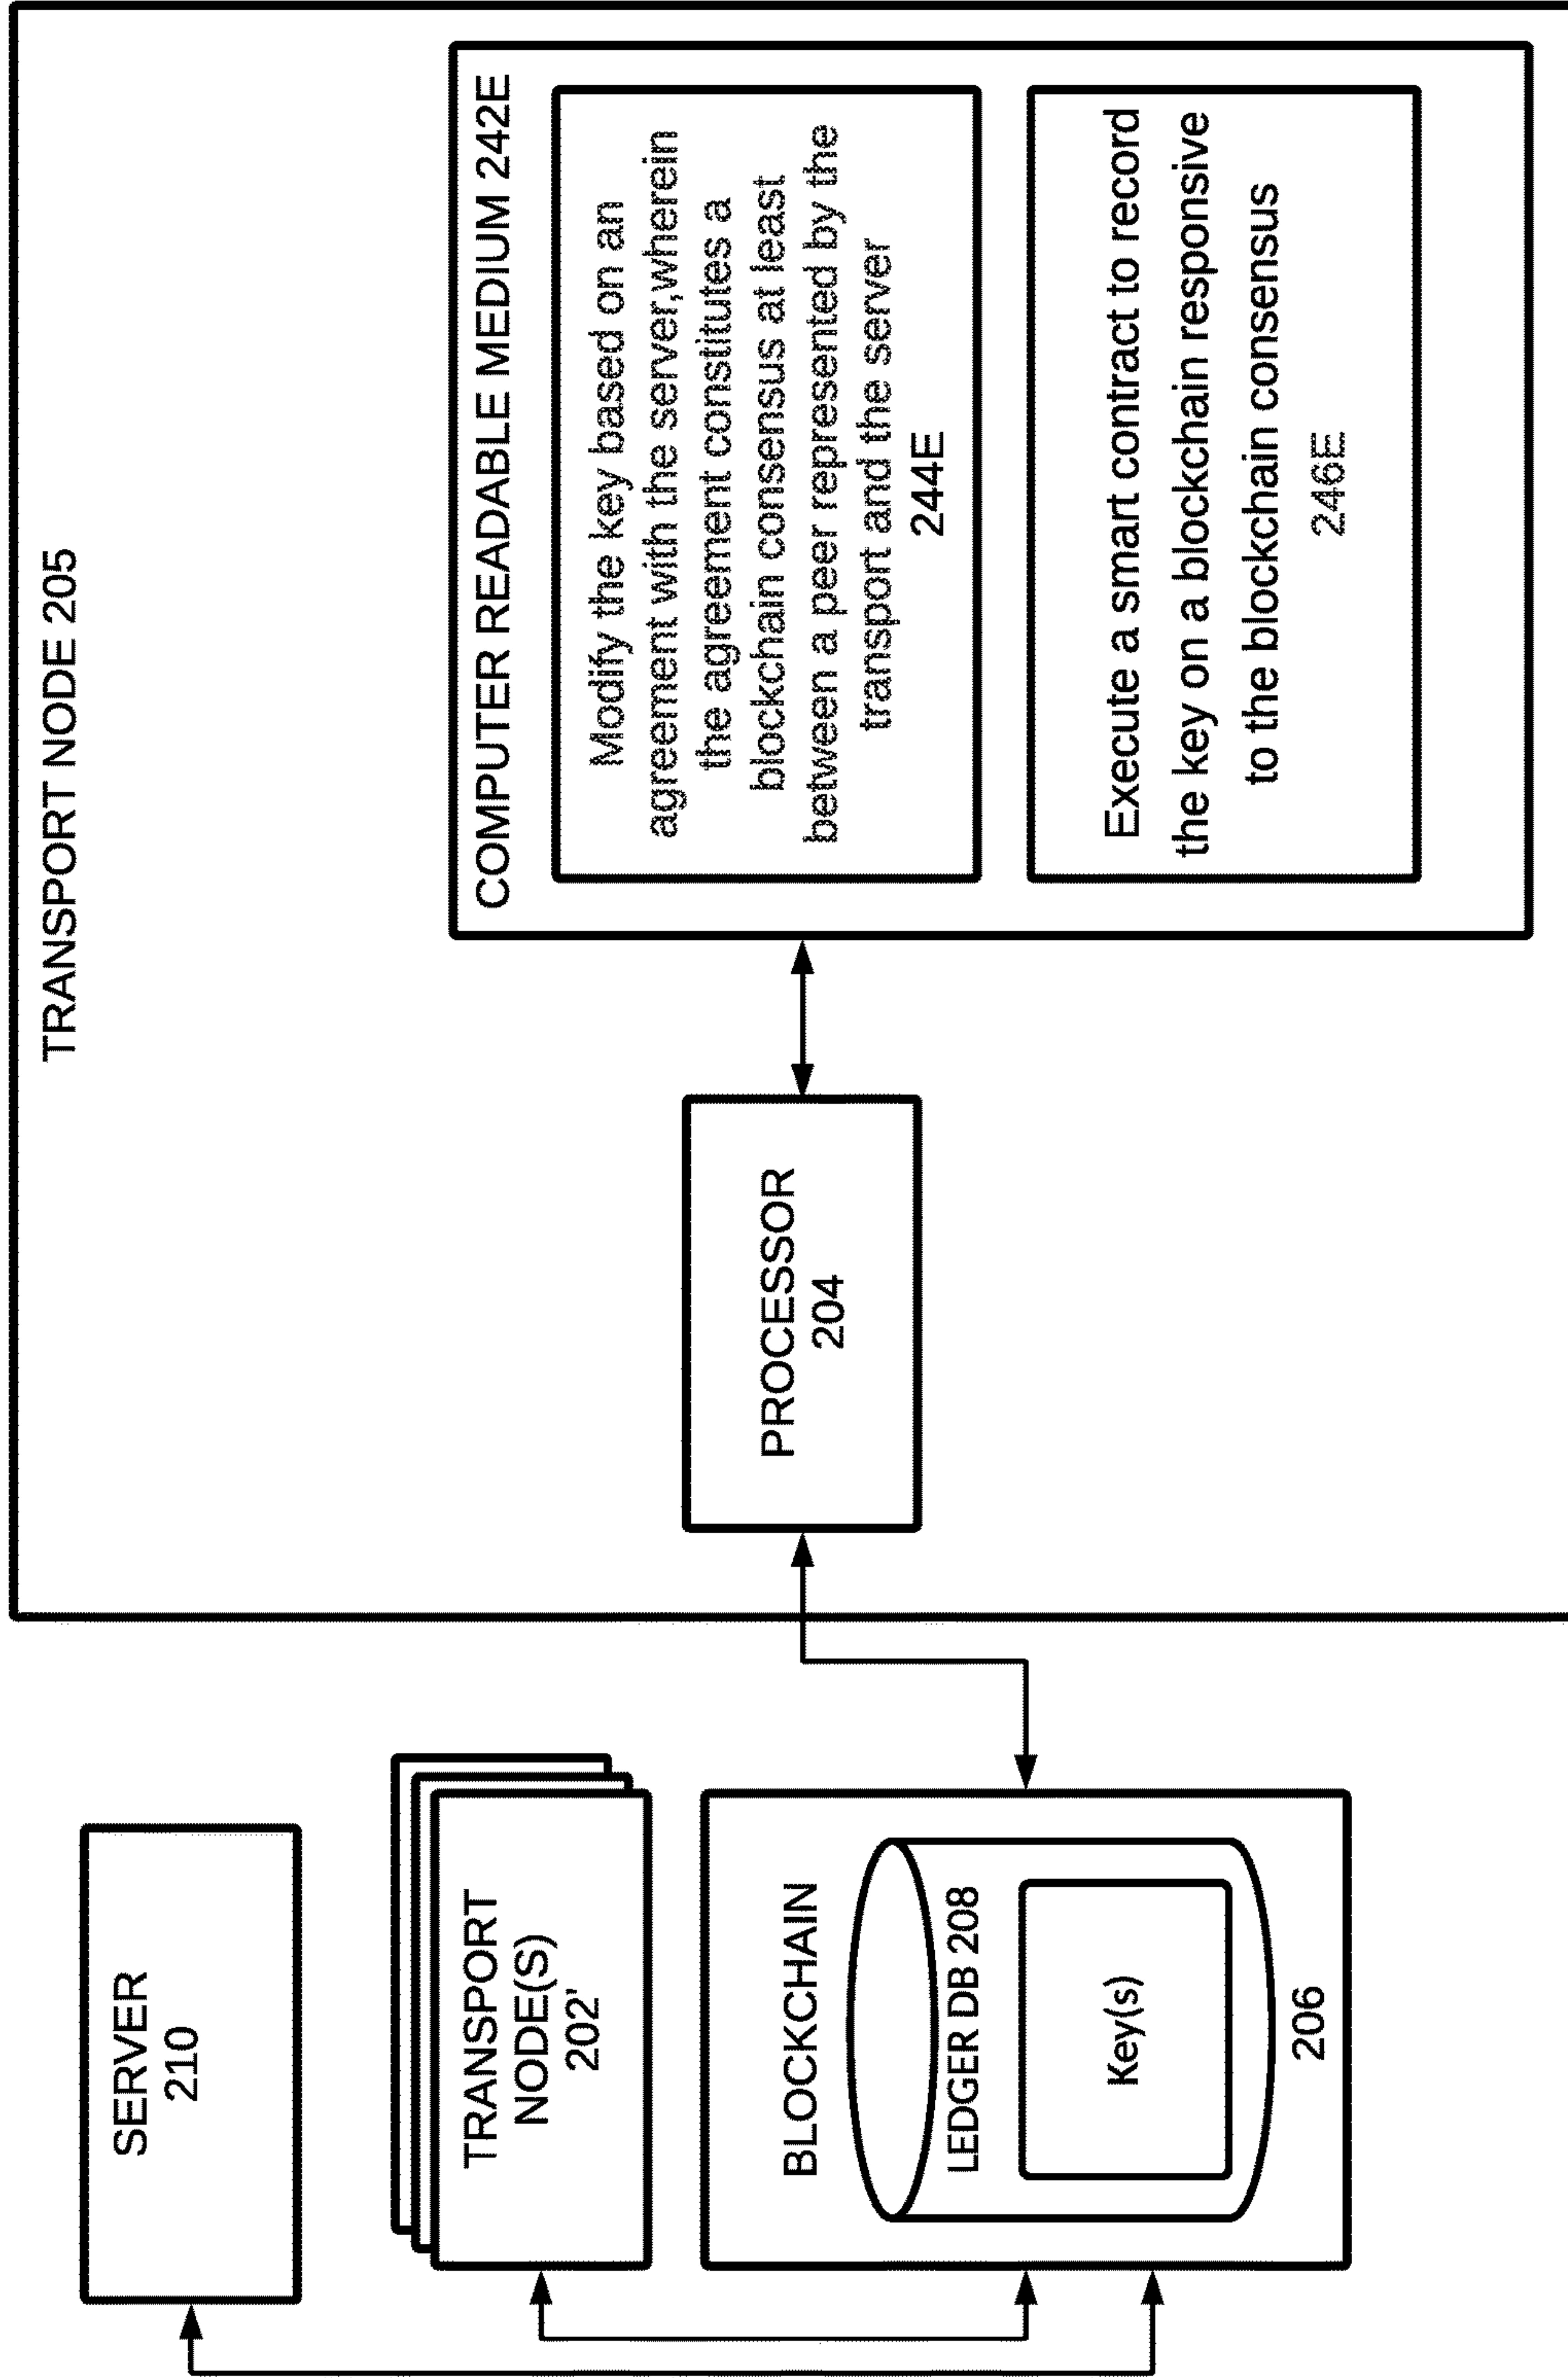 TRANSPORT NODE 205
COMPUTER READABLE MEDIUM 242E
Modify the key based on an
agreement with the server,wherein
the agreement constitutes a
blockchain consensus at least
between a peer represented by the
transport and the server
244E
Execute a smart contract to record
the key on a blockchain responsive
to the blockchain consensus
246E
PROCESSOR
204
SERVER
210
TRANSPORT
NODE(S)
202'
BLOCKCHAIN
LEDGER DB 208
Key(s)
206